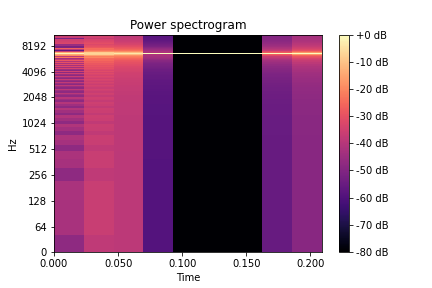 Power spectrogram
8192
4096
2048
1024
512
256
128
64
0
Hz
0.000 0.050 0.100 0.150 0.200
Time
+0 dB
-10 dB
-20 dB
-30 dB
-40 dB
-50 dB
-60 dB
-70 dB
-80 dB